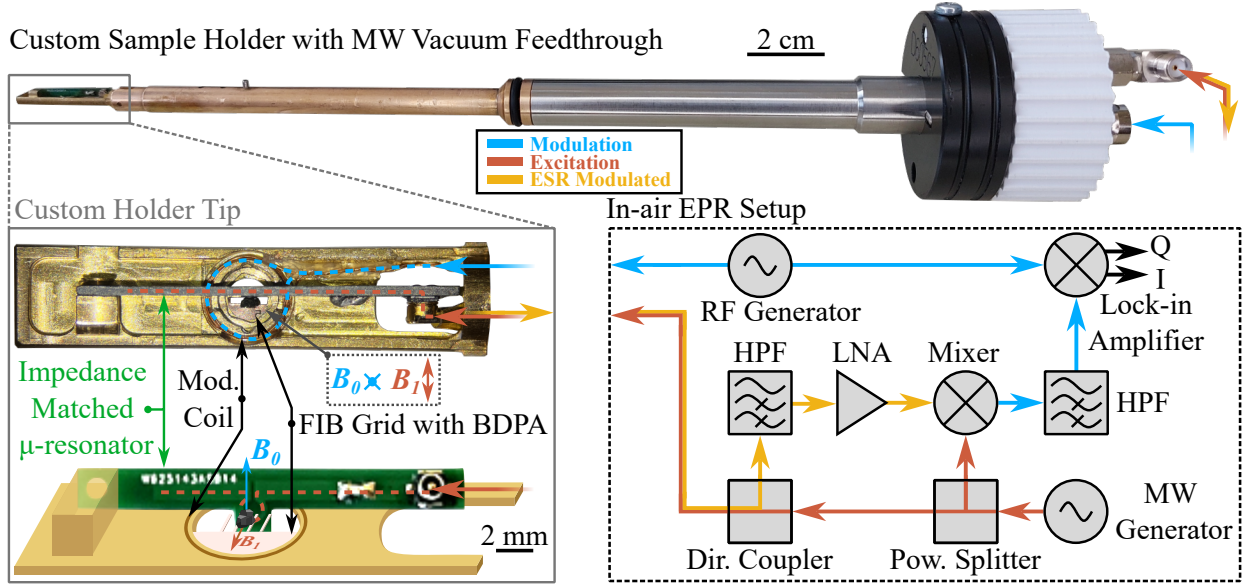 Custom Sample Holder with MW Vacuum Feedthrough
2 cm
Modulation
Excitation
ESR Modulated
Custom Holder Tip
In-air EPR Setup
B0 B1
Impedance
Matched
μ-resonator
Mod.
Coil
FIB Grid with BDPA
B0
B1
2 mm
RF Generator
Q
I
Lock-in
Amplifier
HPF
LNA
Mixer
HPF
Dir. Coupler
Pow. Splitter
MW
Generator